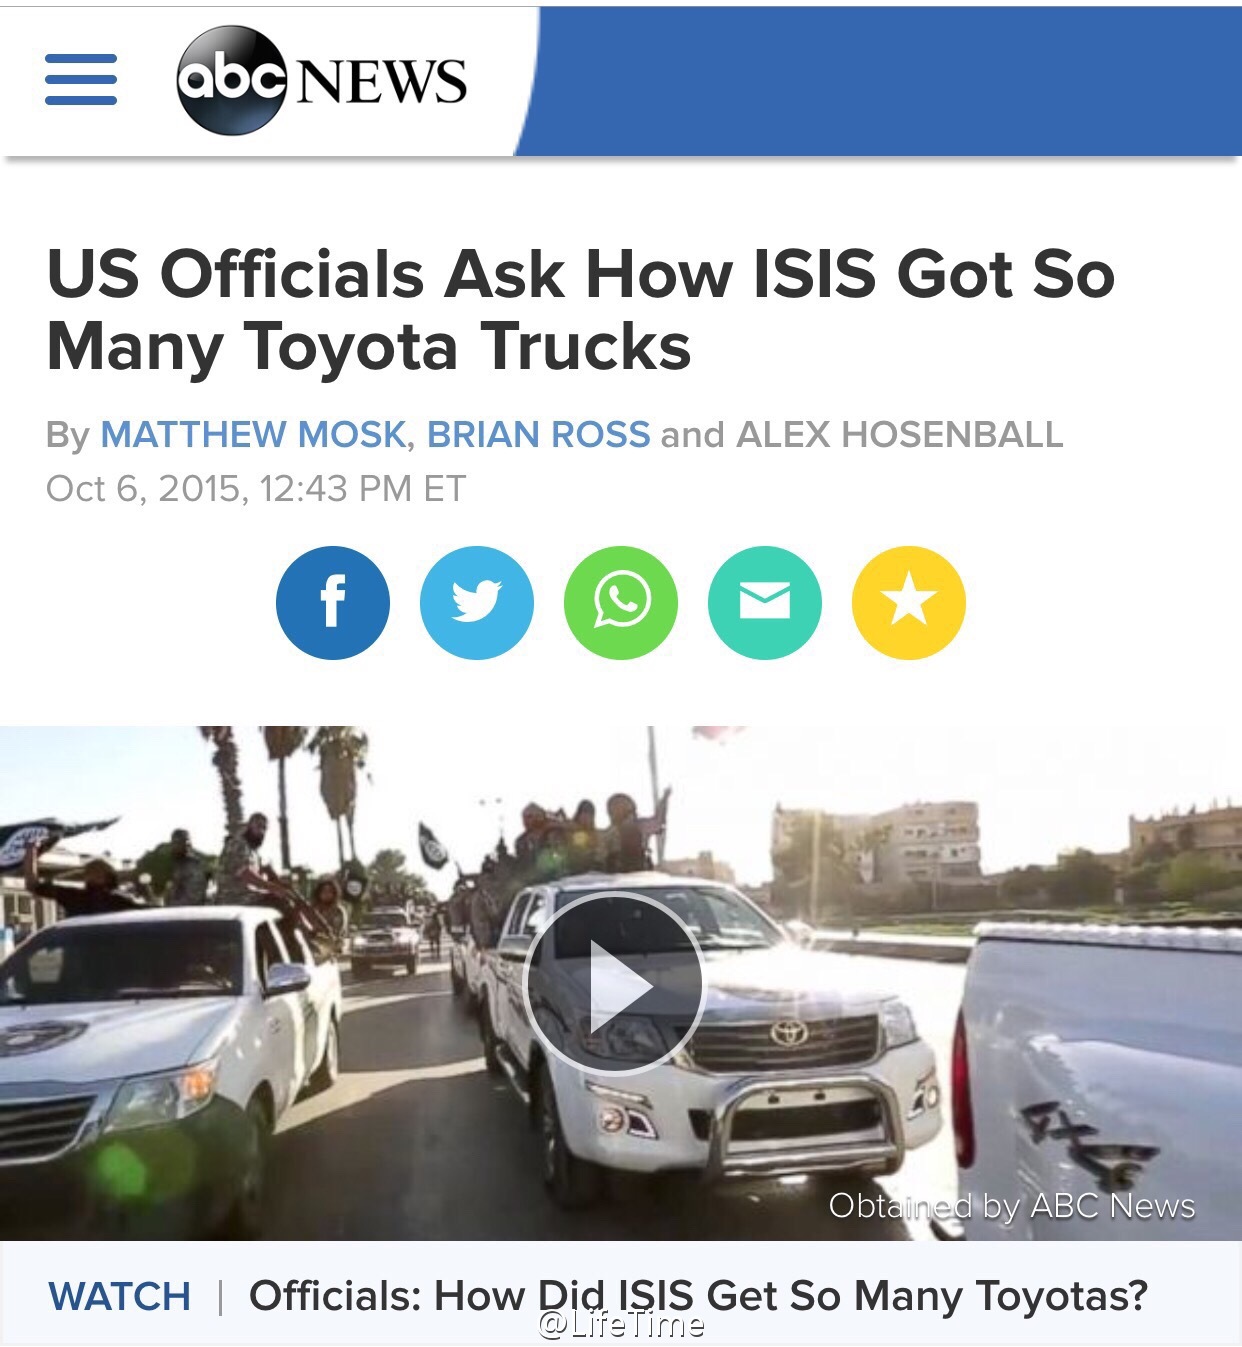 abc NEWS
US Officials Ask How ISIS Got So
Many Toyota Trucks
By MATTHEW MOSK, BRIAN ROSS and ALEX HOSENBALL
Oct 6, 2015, 12:43 PM ET
Obtained by ABC News
WATCH | Officials: How Did ISIS Get So Many Toyotas?
@LifeTime